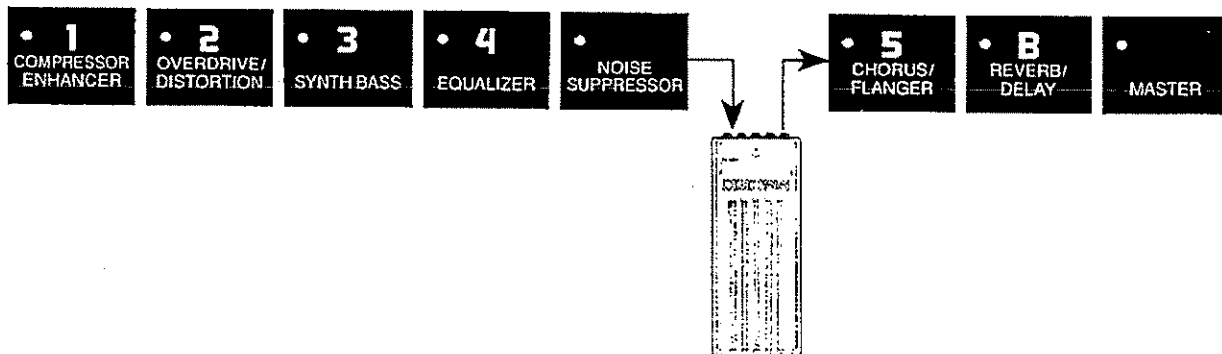 1
COMPRESSOR
ENHANCER
2
OVERDRIVE/
DISTORTION
3
SYNTH BASS
4
EQUALIZER
NOISE
SUPPRESSOR
5
CHORUS/
FLANGER
B
REVERB/
DELAY
MASTER